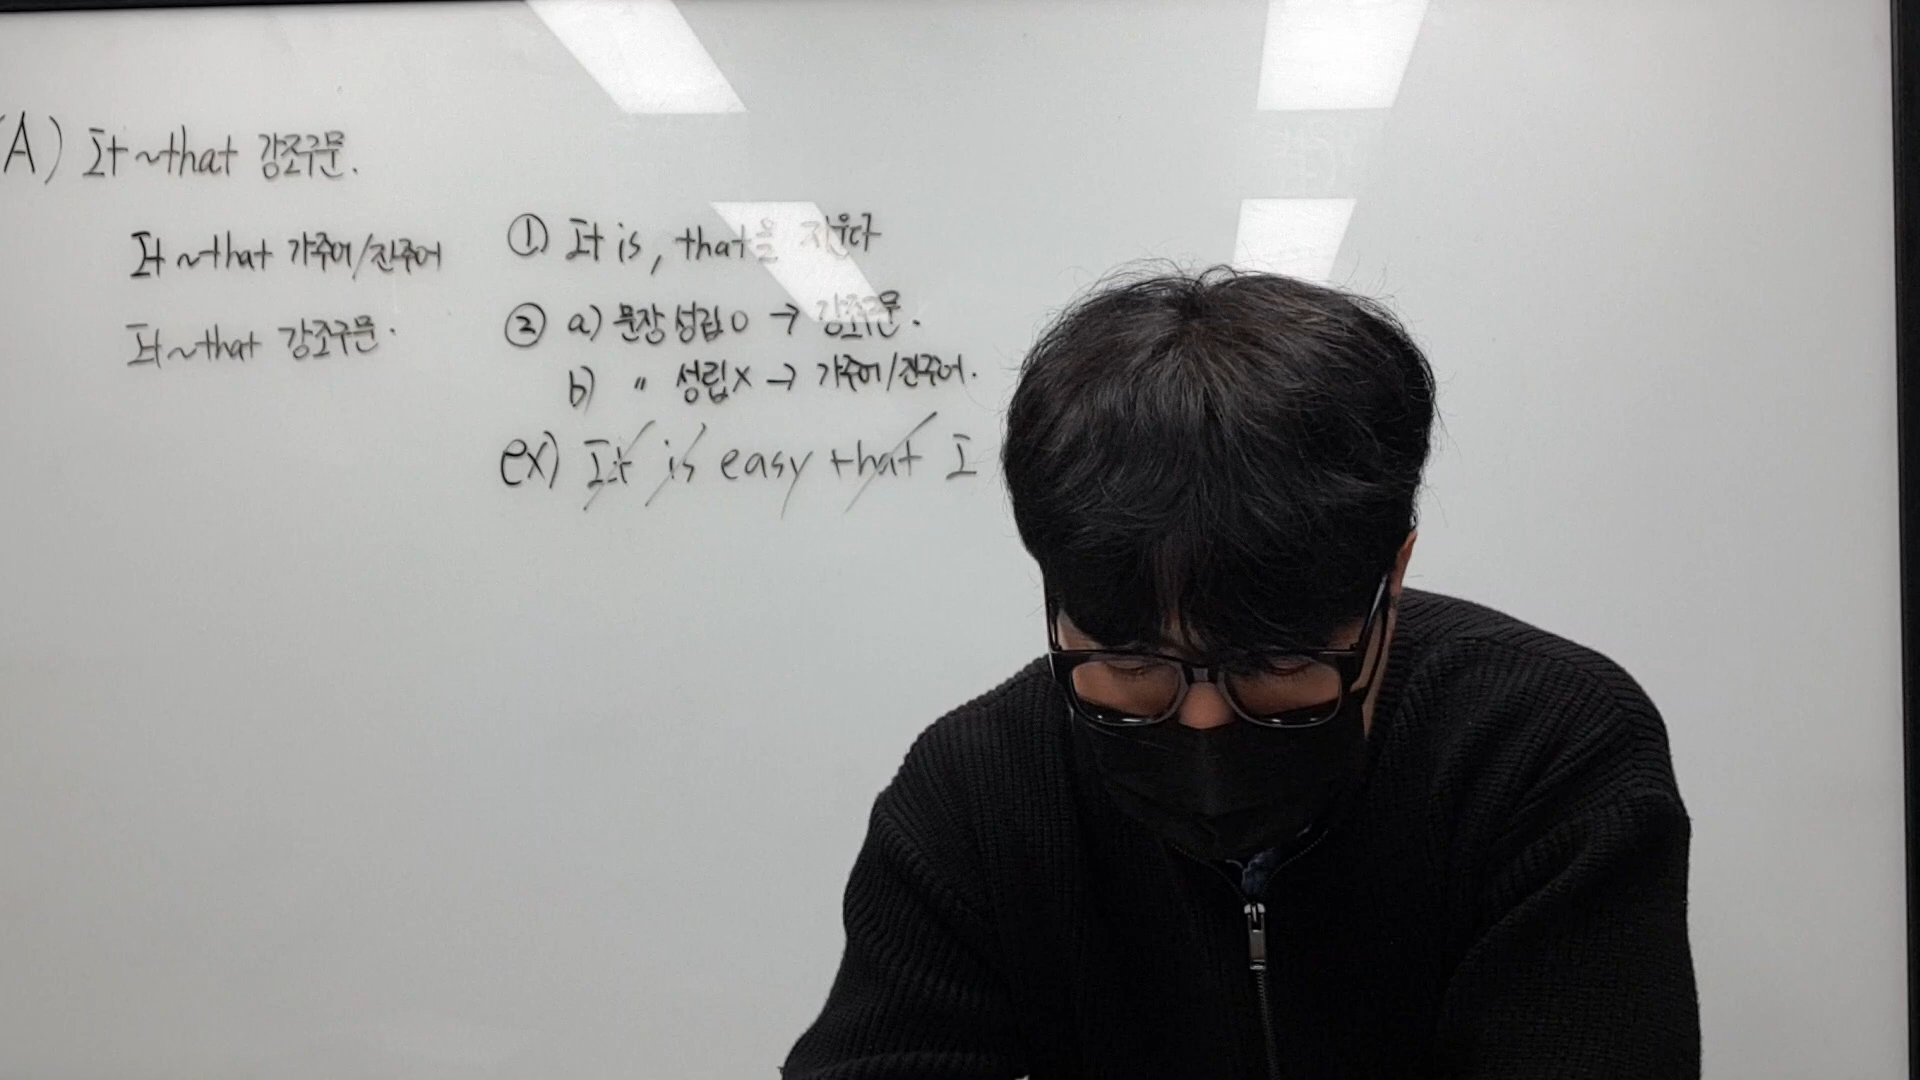 (A) It ~that 강조구문.
It ~that 가주어/진주어
It ~that 강조구문.
① It is, that을 지운다
② a) 문장성립 O → 강조구문.
b) 〃 성립 X → 가주어/진주어.
ex) It is easy that I